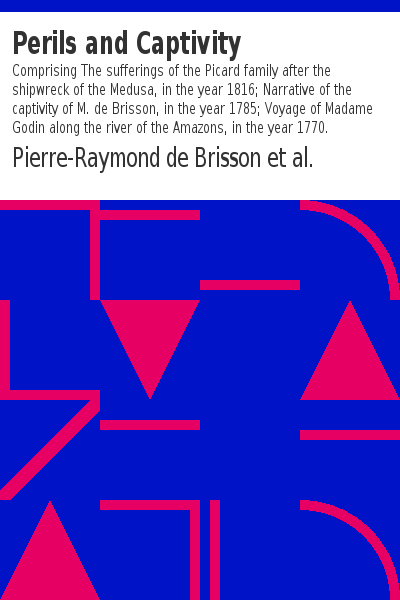 Perils and Captivity
Comprising The sufferings of the Picard family after the
shipwreck of the Medusa, in the year 1816; Narrative of the
captivity of M. de Brisson, in the year 1785; Voyage of Madame
Godin along the river of the Amazons, in the year 1770.
Pierre-Raymond de Brisson et al.